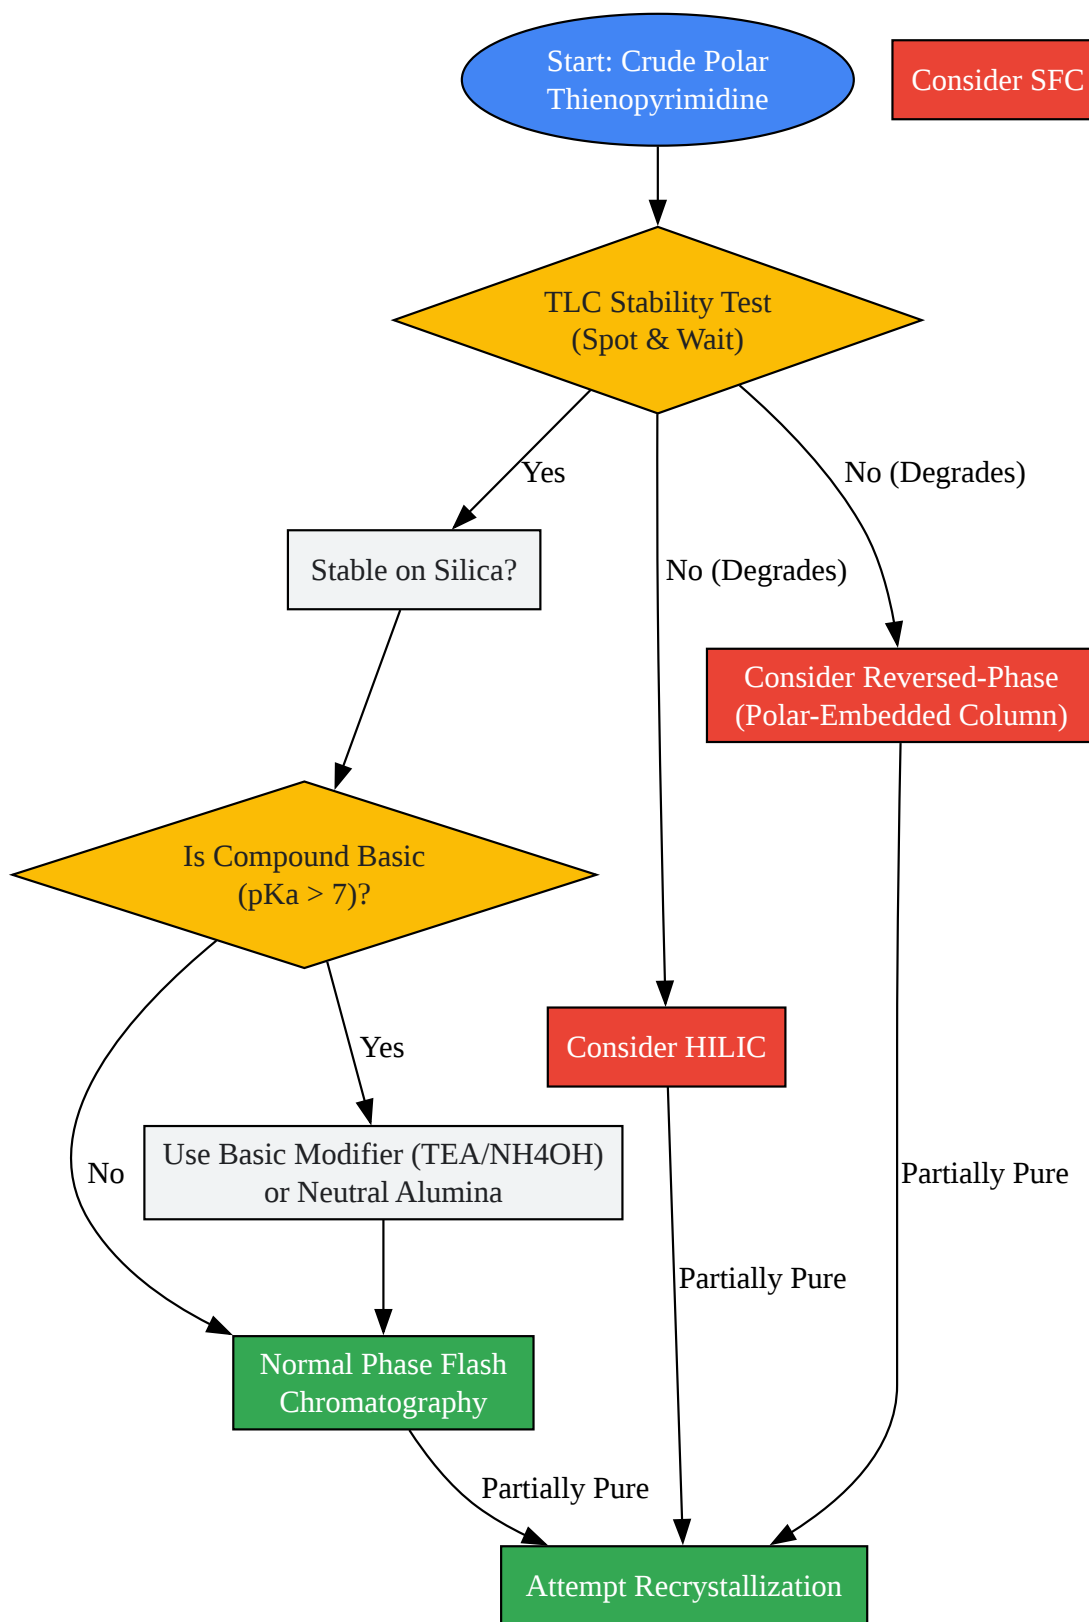 Start: Crude Polar
Thienopyrimidine
Consider SFC
TLC Stability Test
(Spot & Wait)
Yes
No (Degrades)
Stable on Silica?
No (Degrades)
Consider Reversed-Phase
(Polar-Embedded Column)
Is Compound Basic
(pKa > 7)?
Yes
Consider HILIC
No
Use Basic Modifier (TEA/NH4OH)
or Neutral Alumina
Partially Pure
Partially Pure
Normal Phase Flash
Chromatography
Partially Pure
Attempt Recrystallization